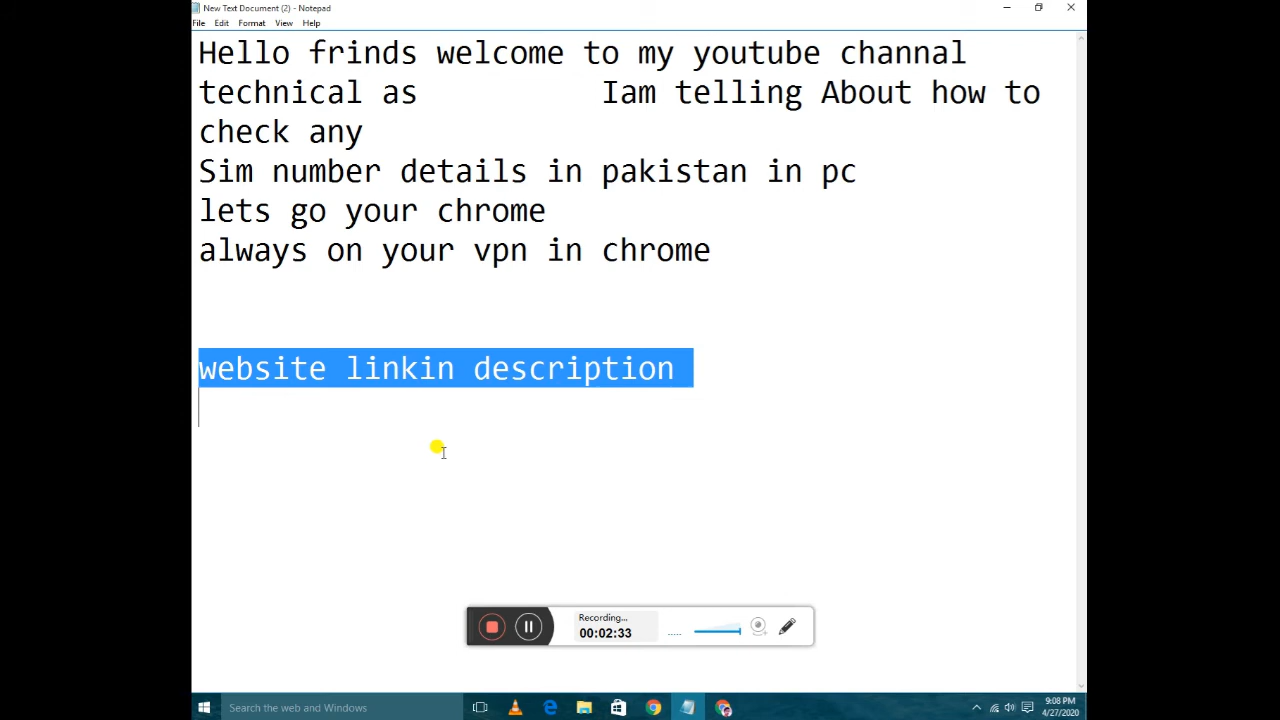 New Text Document (2) - Notepad
File Edit Format View Help
Hello frinds welcome to my youtube channal
technical as Iam telling About how to
check any
Sim number details in pakistan in pc
lets go your chrome
always on your vpn in chrome
website linkin description
Recording...
00:02:33
Search the web and Windows
9:08 PM
4/27/2020